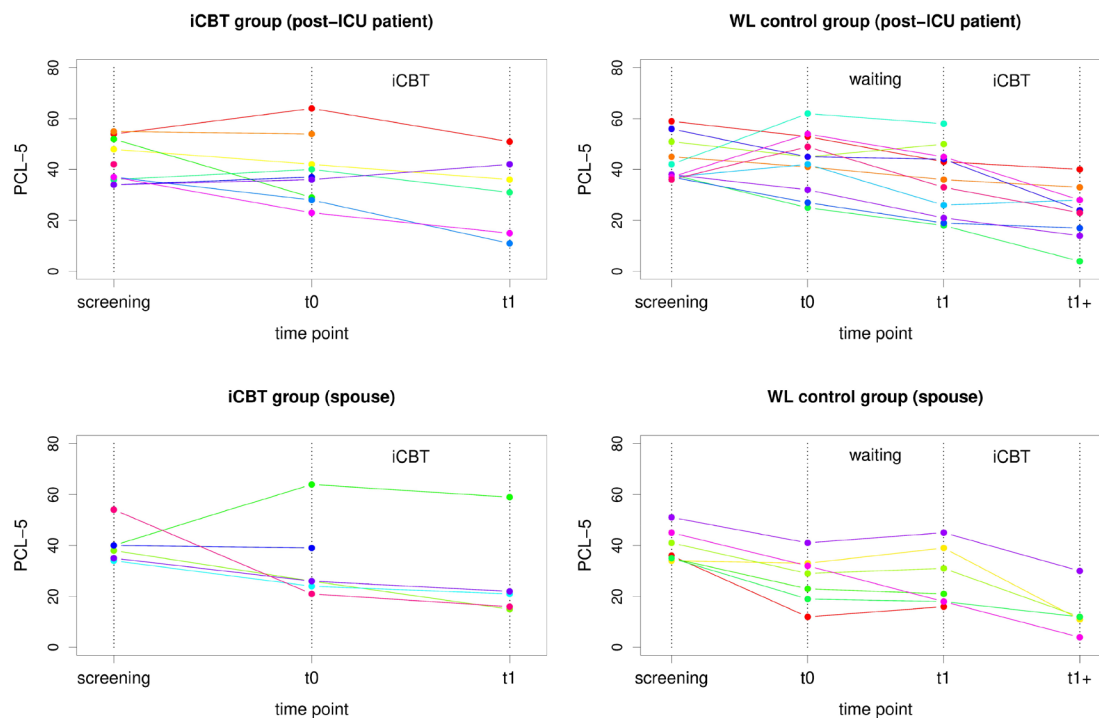 iCBT group (post−ICU patient)
80
60
40
20
0
PCL−5
iCBT
screening t0 t1
time point
WL control group (post−ICU patient)
80
60
40
20
0
PCL−5
waiting iCBT
screening t0 t1 t1+
time point
iCBT group (spouse)
80
60
40
20
0
PCL−5
iCBT
screening t0 t1
time point
WL control group (spouse)
80
60
40
20
0
PCL−5
waiting iCBT
screening t0 t1 t1+
time point